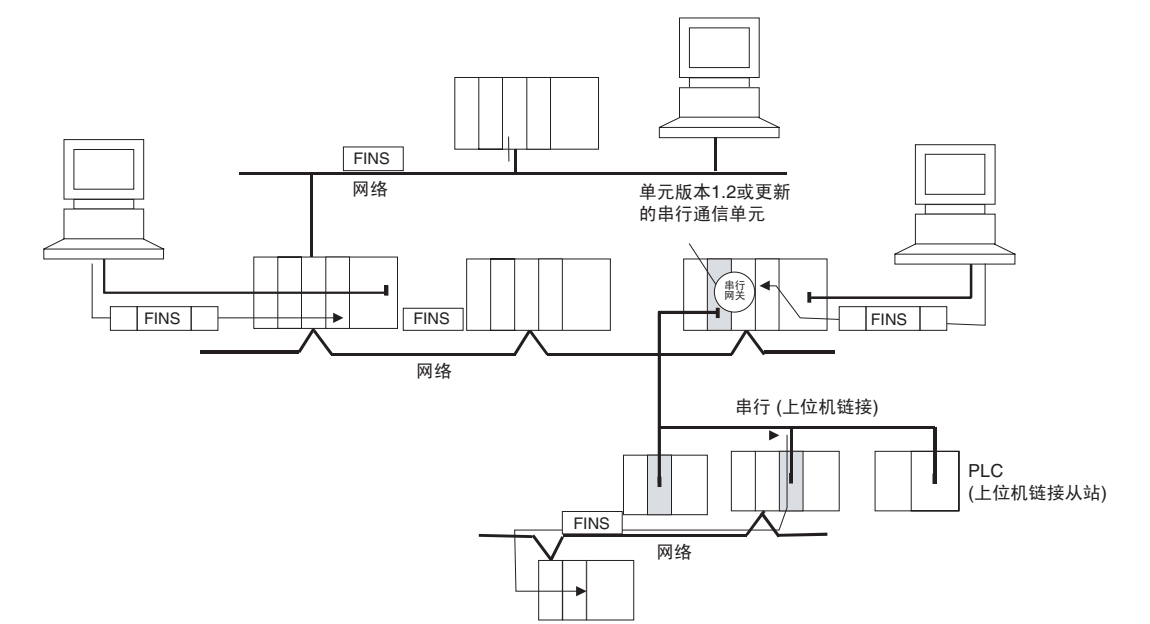 FINS
网络
单元版本1.2或更新
的串行通信单元
串行
网关
FINS
FINS
FINS
网络
串行 (上位机链接)
PLC
(上位机链接从站)
FINS
网络